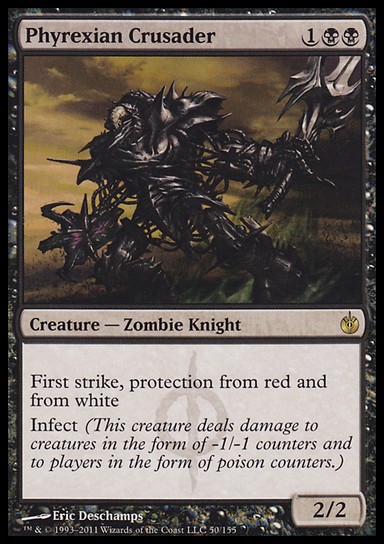 Phyrexian Crusader 1
Creature — Zombie Knight
First strike, protection from red and
from white
Infect (This creature deals damage to
creatures in the form of -1/-1 counters and
to players in the form of poison counters.)
Eric Deschamps
™ & © 1993–2011 Wizards of the Coast LLC 50/155
2/2